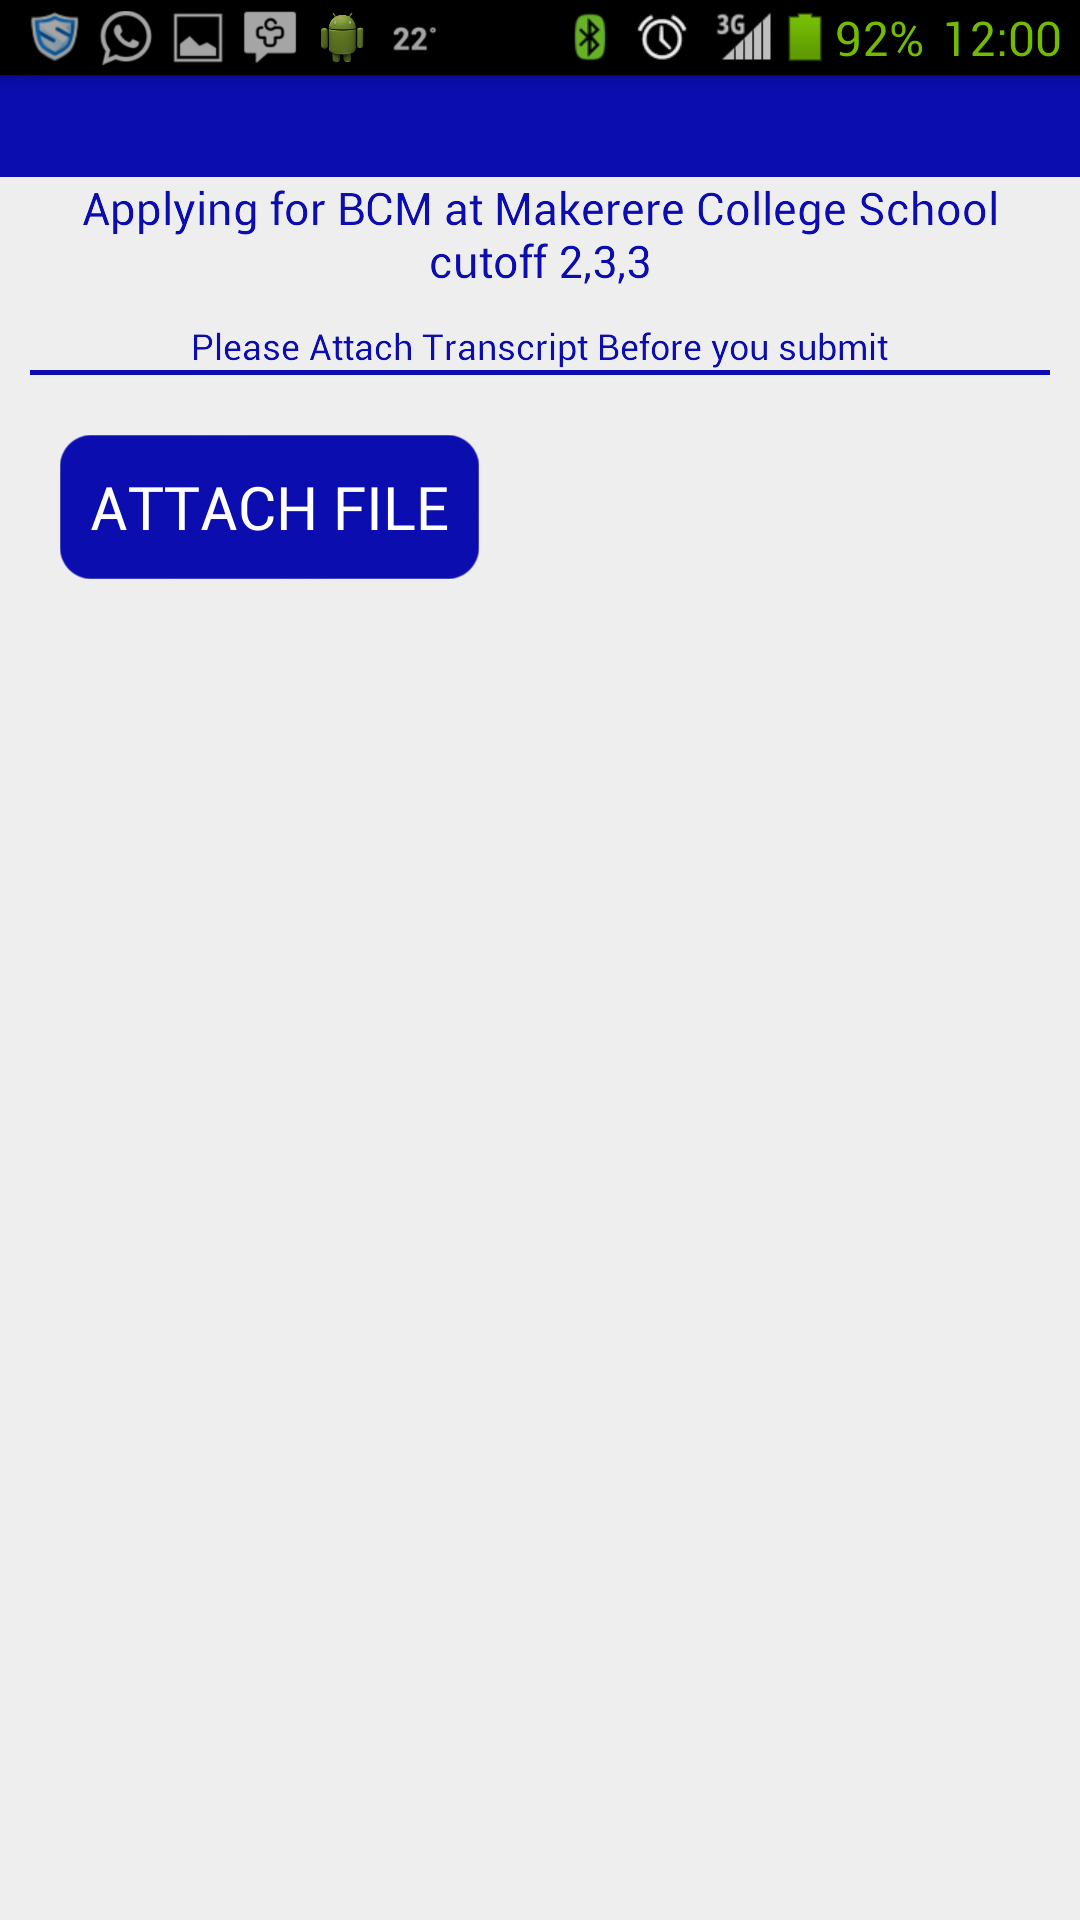 22°
3G
92% 12:00
Applying for BCM at Makerere College School
cutoff 2,3,3
Please Attach Transcript Before you submit
ATTACH FILE